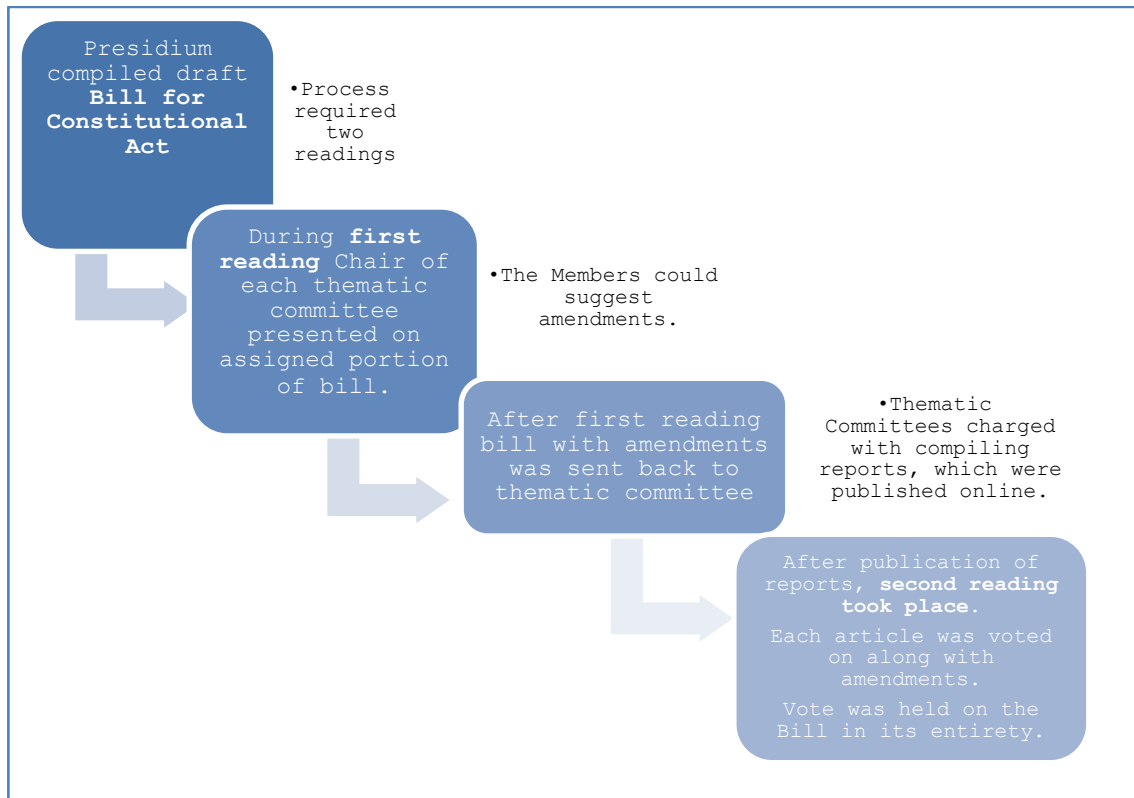 Presidium
compiled draft
Bill for
Constitutional
Act
•Process
required
two
readings
During first
reading Chair of
each thematic
committee
presented on
assigned portion
of bill.
•The Members could
suggest
amendments.
After first reading
bill with amendments
was sent back to
thematic committee
•Thematic
Committees charged
with compiling
reports, which were
published online.
After publication of
reports, second reading
took place.
Each article was voted
on along with
amendments.
Vote was held on the
Bill in its entirety.